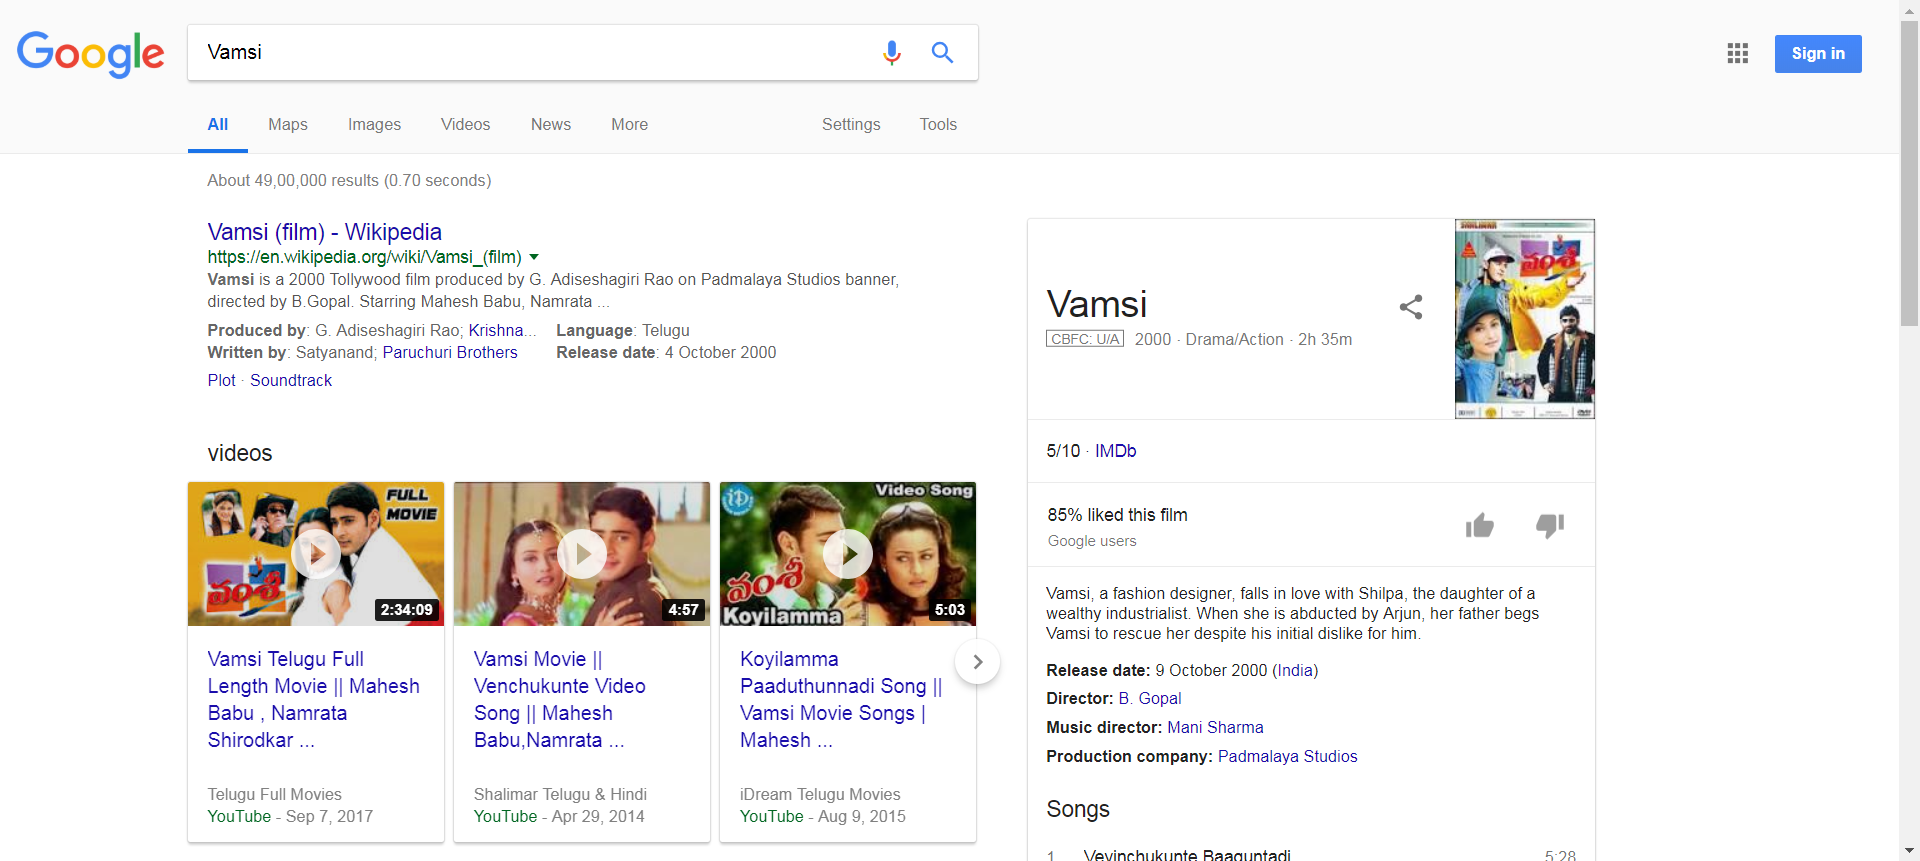 Google
Vamsi
Sign in
All
Maps
Images
Videos
News
More
Settings
Tools
About 49,00,000 results (0.70 seconds)
Vamsi (film) - Wikipedia
https://en.wikipedia.org/wiki/Vamsi_(film)
Vamsi is a 2000 Tollywood film produced by G. Adiseshagiri Rao on Padmalaya Studios banner,
directed by B.Gopal. Starring Mahesh Babu, Namrata ...
Produced by: G. Adiseshagiri Rao; Krishna...
Language: Telugu
Written by: Satyanand; Paruchuri Brothers
Release date: 4 October 2000
Plot · Soundtrack
videos
FULL
MOVIE
వంశీ
2:34:09
4:57
iD
Video Song
వంశీ
Koyilamma
5:03
Vamsi Telugu Full
Length Movie || Mahesh
Babu , Namrata
Shirodkar ...
Telugu Full Movies
YouTube - Sep 7, 2017
Vamsi Movie ||
Venchukunte Video
Song || Mahesh
Babu,Namrata ...
Shalimar Telugu & Hindi
YouTube - Apr 29, 2014
Koyilamma
Paaduthunnadi Song ||
Vamsi Movie Songs |
Mahesh ...
iDream Telugu Movies
YouTube - Aug 9, 2015
Vamsi
CBFC: U/A
2000 · Drama/Action · 2h 35m
వంశీ
5/10 · IMDb
85% liked this film
Google users
Vamsi, a fashion designer, falls in love with Shilpa, the daughter of a
wealthy industrialist. When she is abducted by Arjun, her father begs
Vamsi to rescue her despite his initial dislike for him.
Release date: 9 October 2000 (India)
Director: B. Gopal
Music director: Mani Sharma
Production company: Padmalaya Studios
Songs
1 Vevinchukunte Baaguntadi 5:28